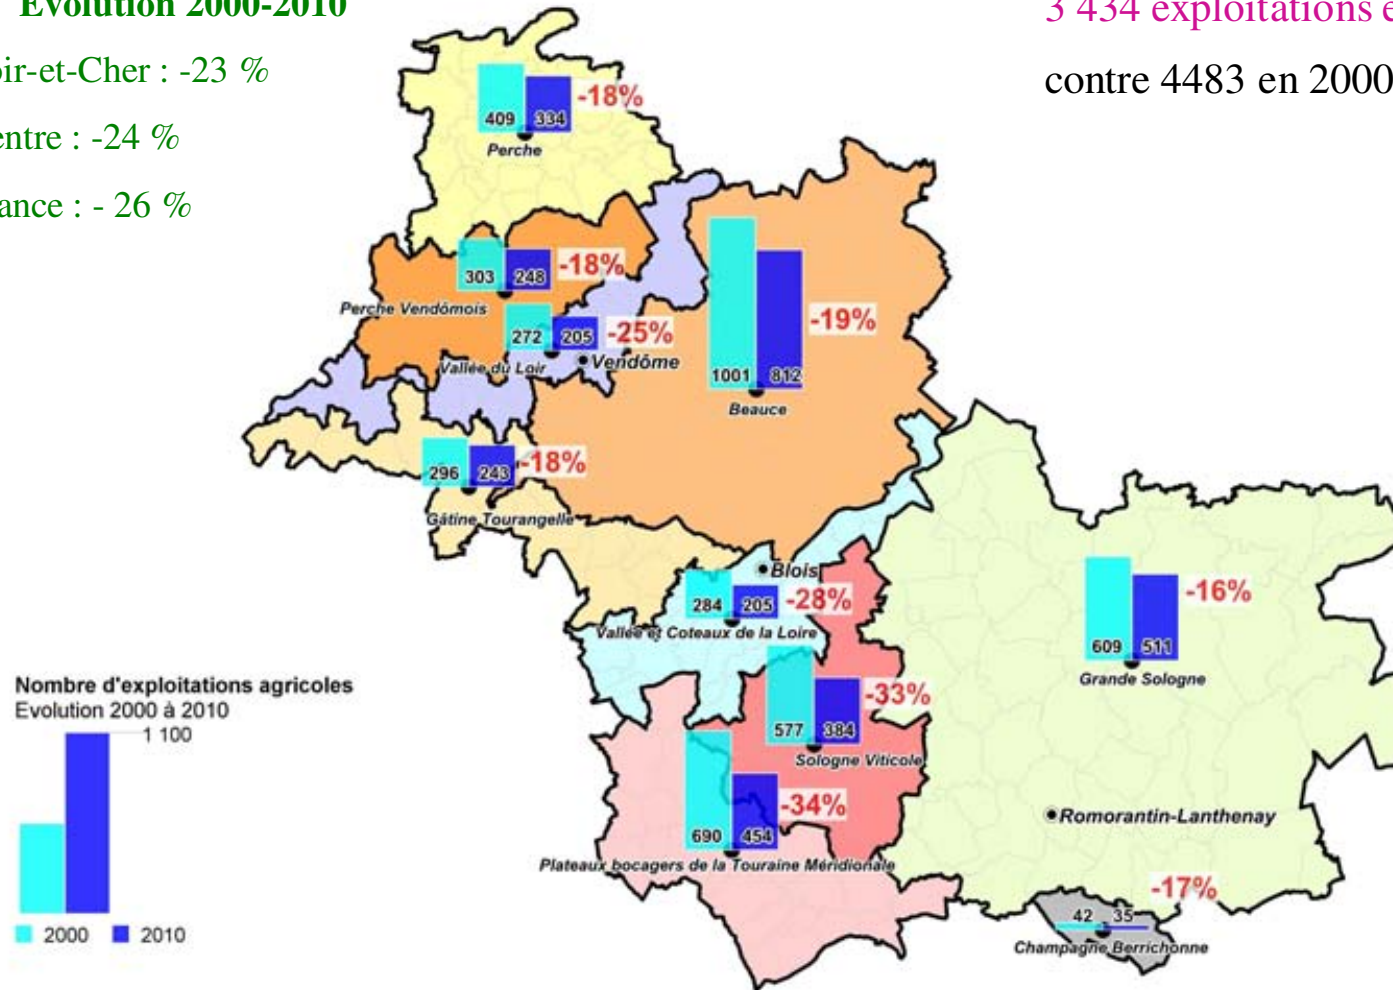 Evolution 2000-2010
oir-et-Cher : -23 %
entre : -24 %
ance : - 26 %
3 434 exploitations e
contre 4483 en 2000
-18%
409 334
Perche
-18%
303 248
Perche Vendômois
-25%
272 205
Vallée du Loir
Vendôme
-19%
1001 812
Beauce
-18%
296 243
Gâtine Tourangelle
Blois
-28%
284 205
Vallée et Coteaux de la Loire
-16%
609 511
Grande Sologne
-33%
577 384
Sologne Viticole
-34%
690 454
Plateaux bocagers de la Touraine Méridionale
Romorantin-Lanthenay
-17%
42 35
Champagne Berrichonne
Nombre d'exploitations agricoles
Evolution 2000 à 2010
1 100
2000 2010